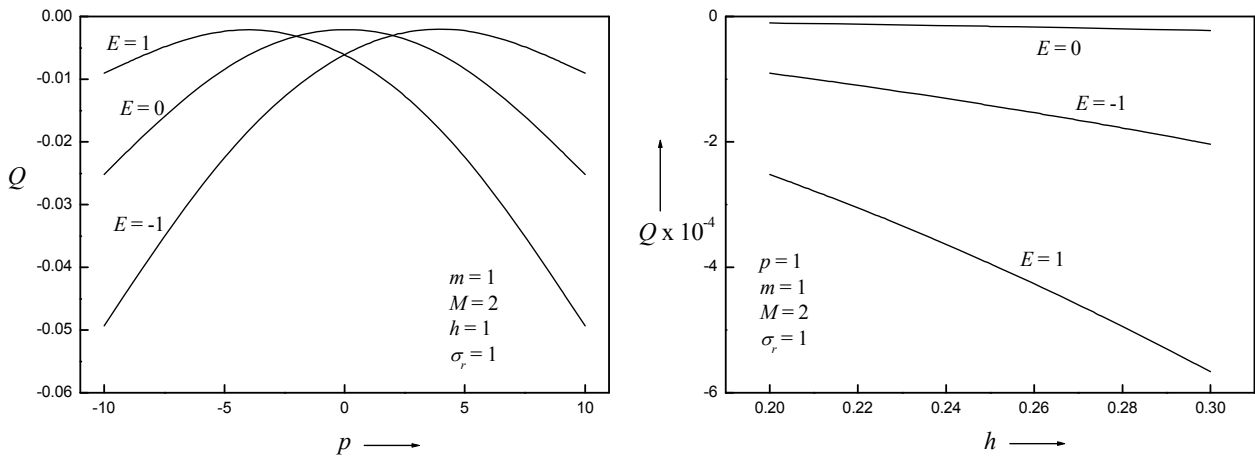 0.00
-0.01
-0.02
-0.03
-0.04
-0.05
-0.06
Q
E = 1
E = 0
E = -1
m = 1
M = 2
h = 1
σr = 1
-10
-5
0
5
10
p
0
-2
-4
-6
Q x 10-4
E = 0
E = -1
E = 1
p = 1
m = 1
M = 2
σr = 1
0.20
0.22
0.24
0.26
0.28
0.30
h